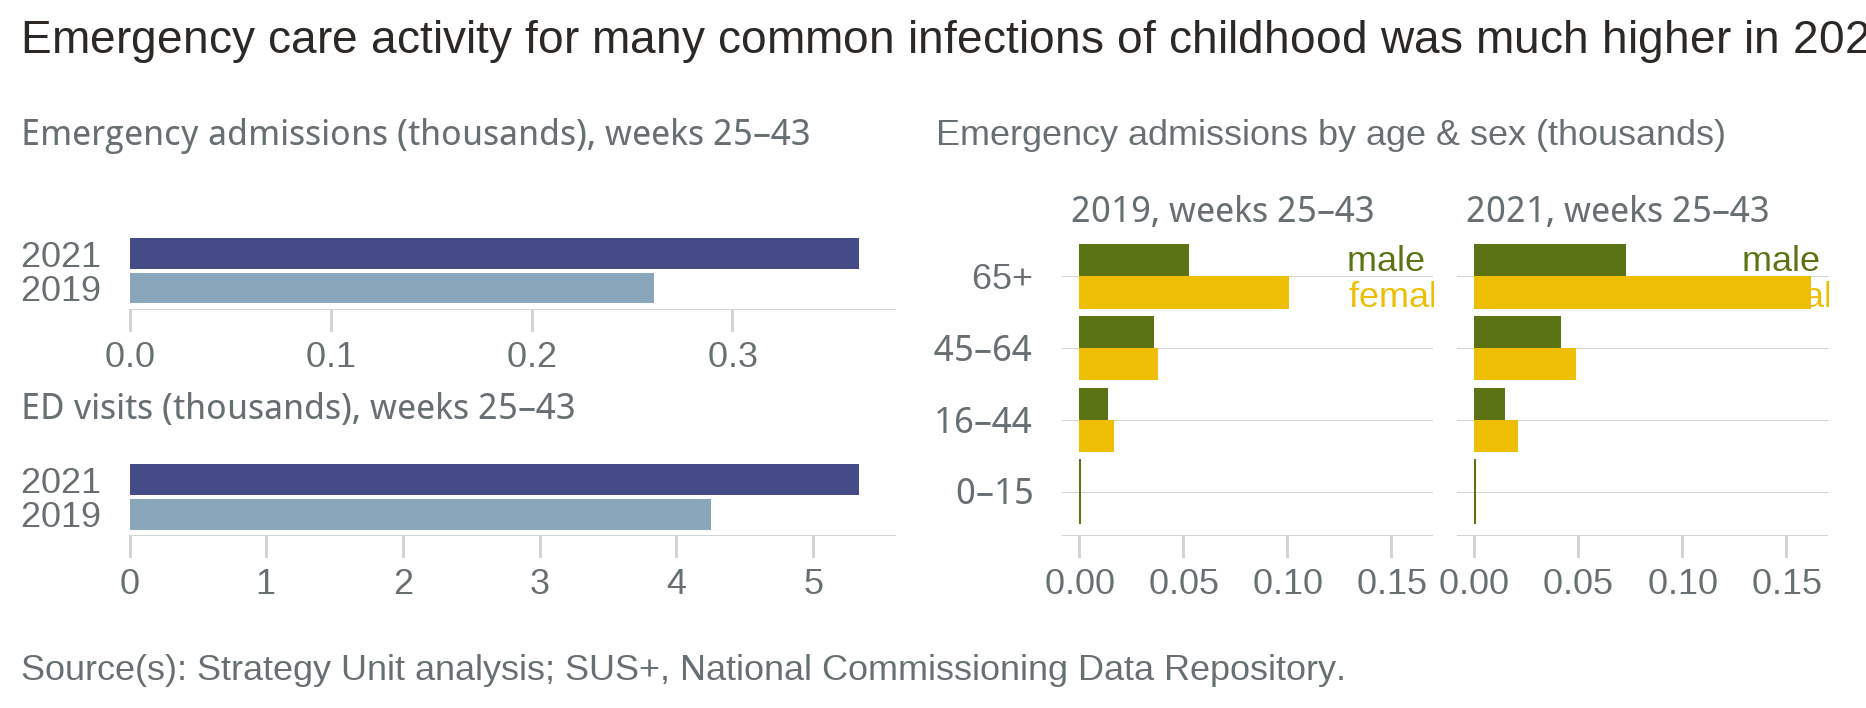 Emergency care activity for many common infections of childhood was much higher in 202
Emergency admissions (thousands), weeks 25–43
2021
2019
0.0 0.1 0.2 0.3
ED visits (thousands), weeks 25–43
2021
2019
0 1 2 3 4 5
Emergency admissions by age & sex (thousands)
2019, weeks 25–43 2021, weeks 25–43
male male
65+
femal al
45–64
16–44
0–15
0.00 0.05 0.10 0.15 0.00 0.05 0.10 0.15
Source(s): Strategy Unit analysis; SUS+, National Commissioning Data Repository.